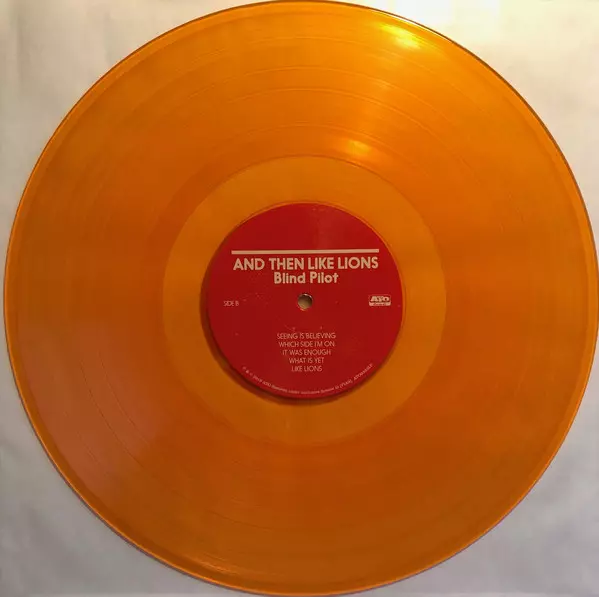 AND THEN LIKE LIONS
Blind Pilot
SIDE B
ATO
SEEING IS BELIEVING
WHICH SIDE I'M ON
IT WAS ENOUGH
WHAT IS YET
LIKE LIONS